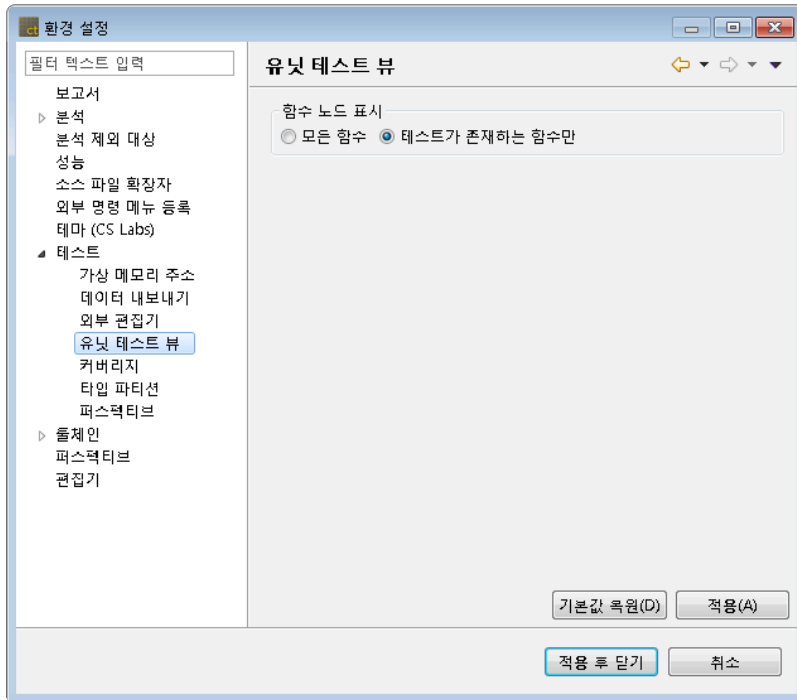 ct 환경 설정
필터 텍스트 입력
유닛 테스트 뷰
보고서
분석
분석 제외 대상
성능
소스 파일 확장자
외부 명령 메뉴 등록
테마 (CS Labs)
테스트
가상 메모리 주소
데이터 내보내기
외부 편집기
유닛 테스트 뷰
커버리지
타입 파티션
퍼스펙티브
툴체인
퍼스펙티브
편집기
함수 노드 표시
모든 함수 테스트가 존재하는 함수만
기본값 복원(D) 적용(A)
적용 후 닫기 취소